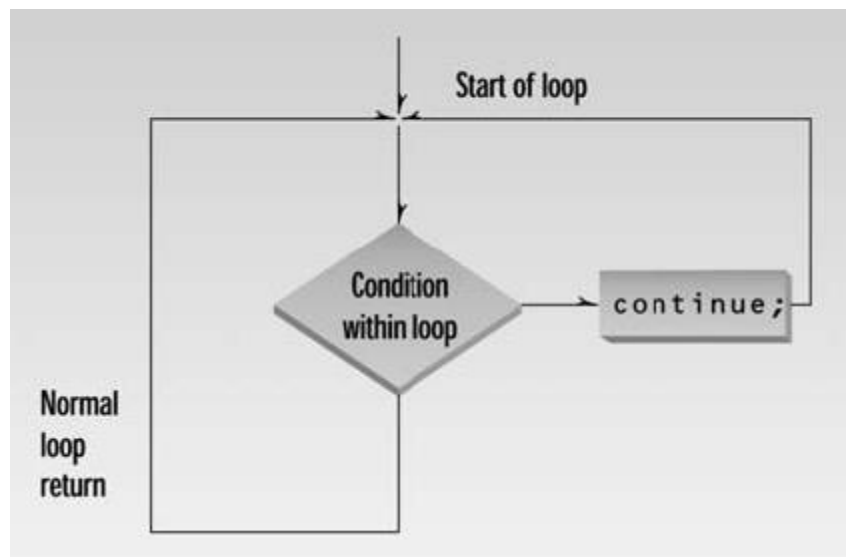 Start of loop
Condition
within loop
continue;
Normal
loop
return